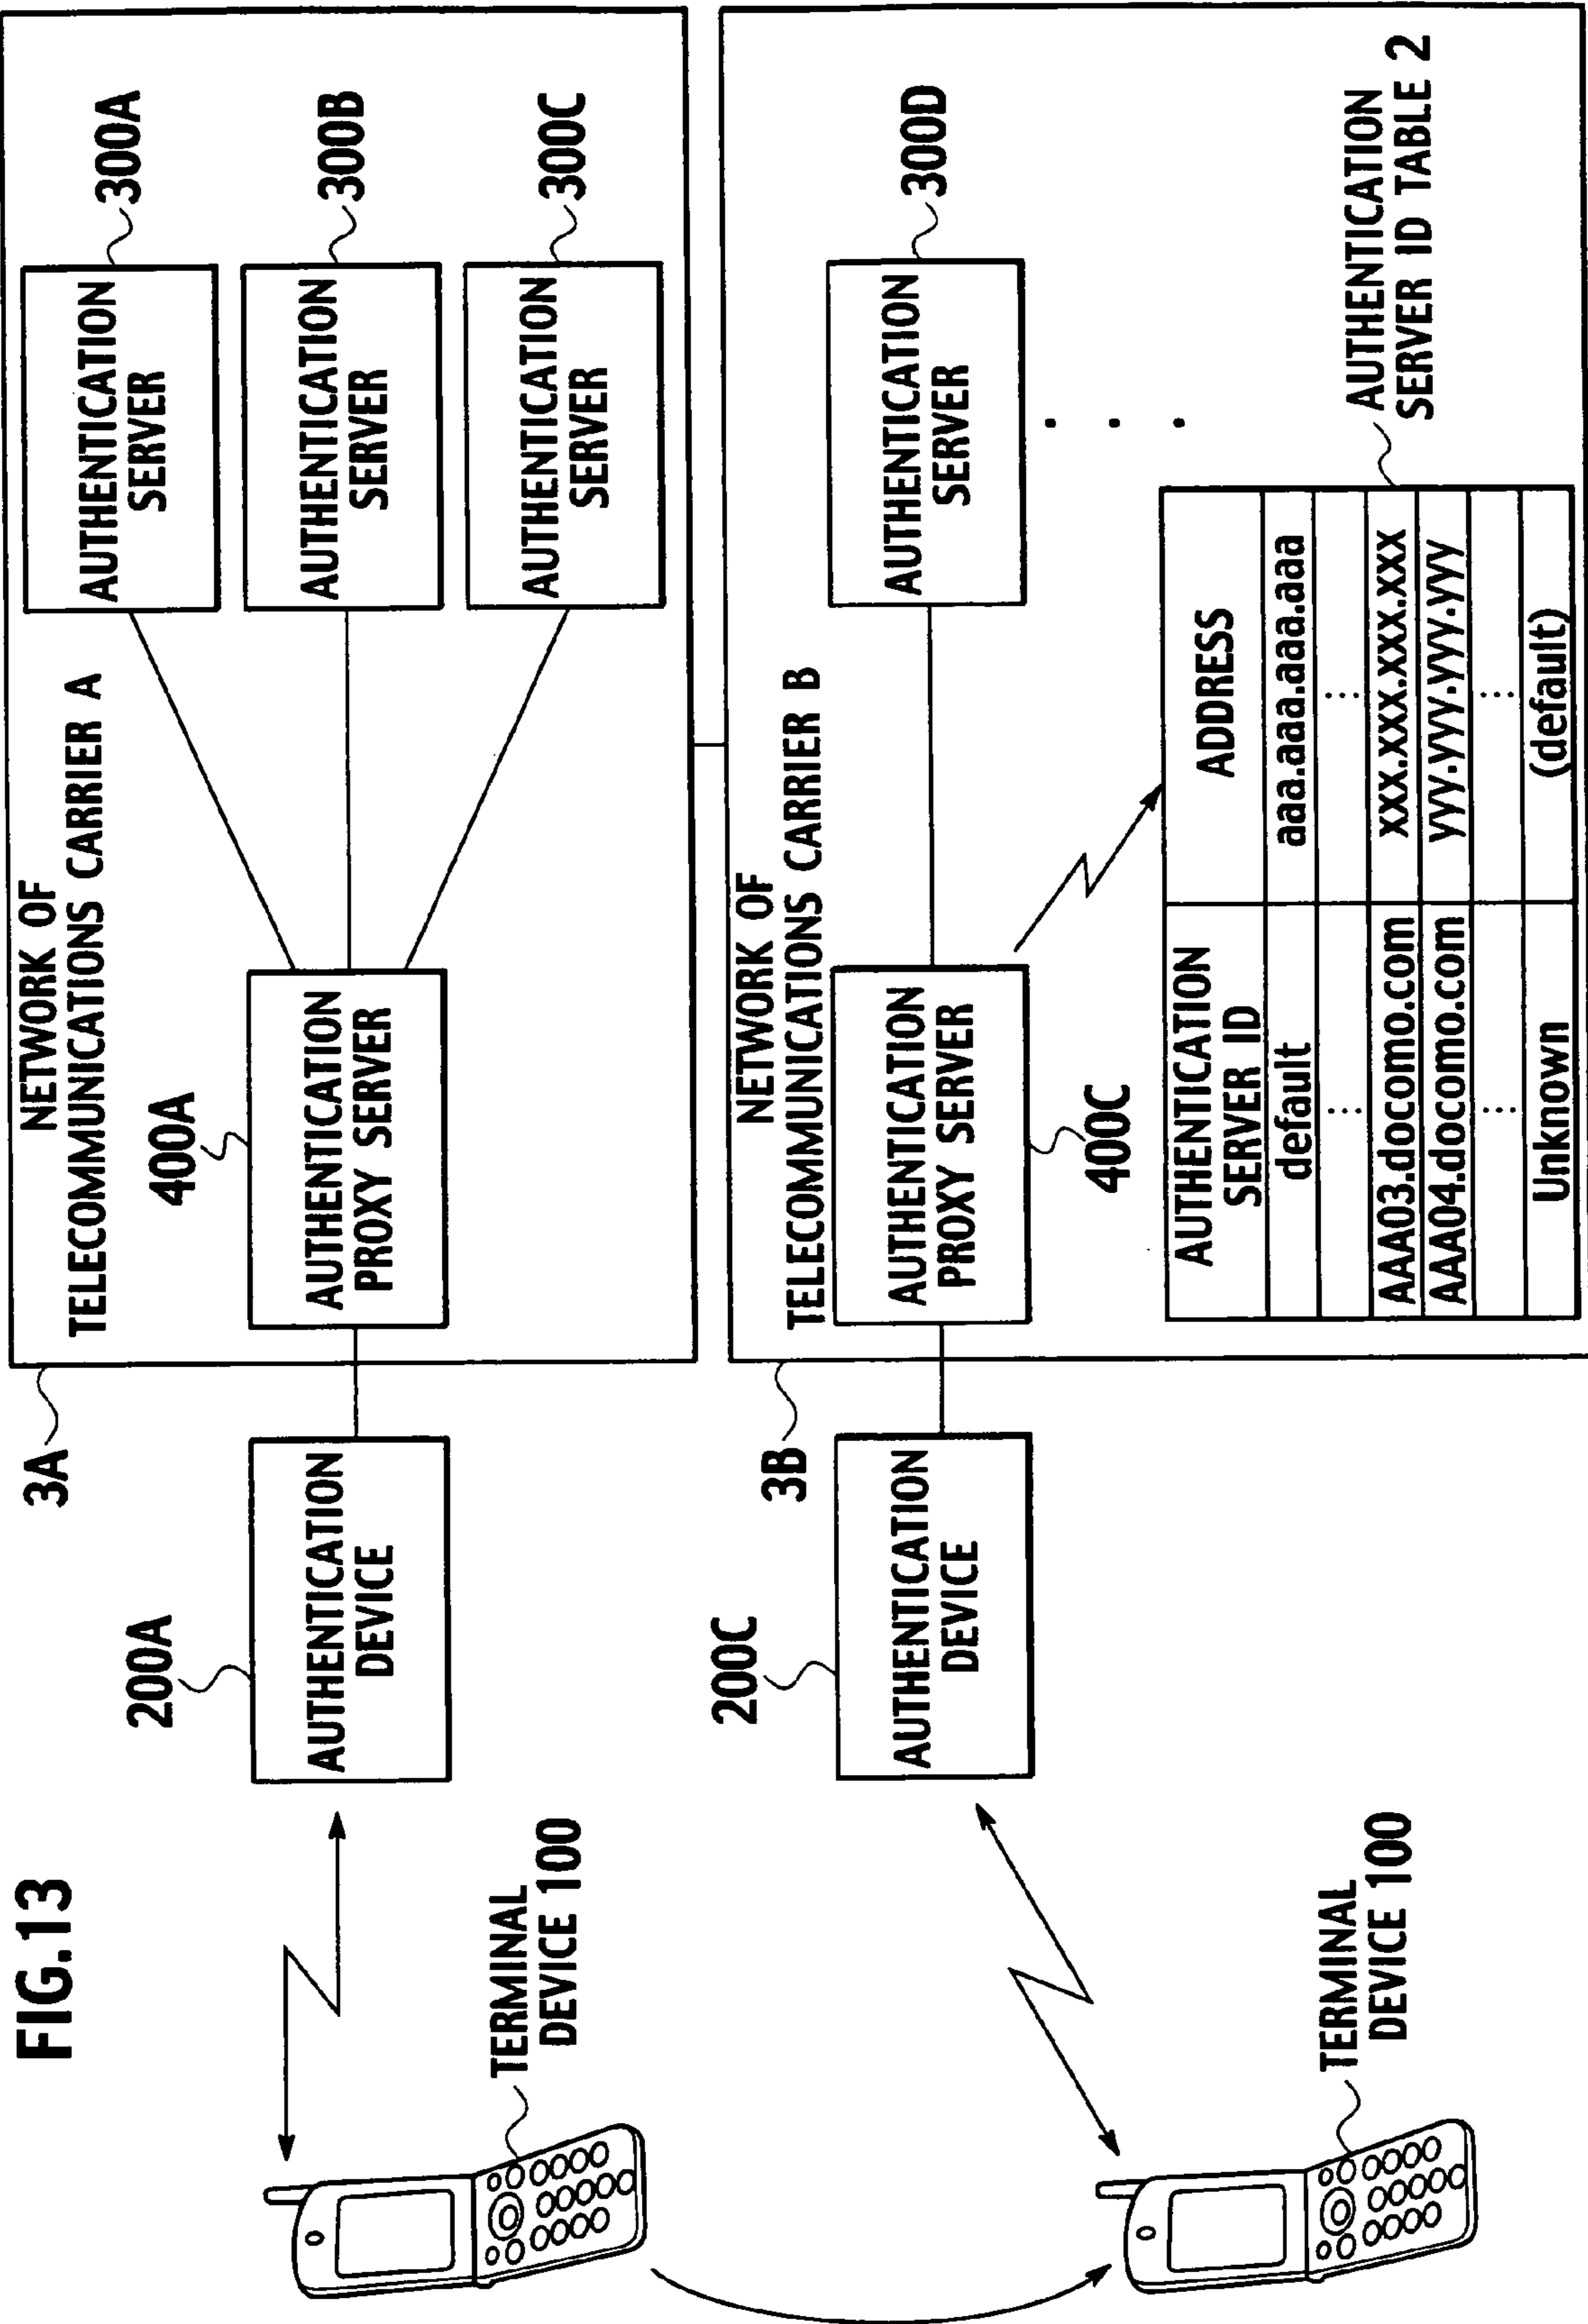 FIG.13
NETWORK OF
TELECOMMUNICATIONS CARRIER A
3A
200A
400A
300A
AUTHENTICATION
DEVICE
AUTHENTICATION
PROXY SERVER
AUTHENTICATION
SERVER
300B
AUTHENTICATION
SERVER
300C
AUTHENTICATION
SERVER
TERMINAL
DEVICE 100
NETWORK OF
TELECOMMUNICATIONS CARRIER B
3B
200C
AUTHENTICATION
DEVICE
AUTHENTICATION
PROXY SERVER
400C
300D
AUTHENTICATION
SERVER
. . .
AUTHENTICATION
SERVER ID TABLE 2
AUTHENTICATION
SERVER ID
ADDRESS
default aaa.aaa.aaa.aaa
... ...
AAA03.docomo.com xxx.xxx.xxx.xxx
AAA04.docomo.com yyy.yyy.yyy.yyy
... ...
Unknown (default)
TERMINAL
DEVICE 100